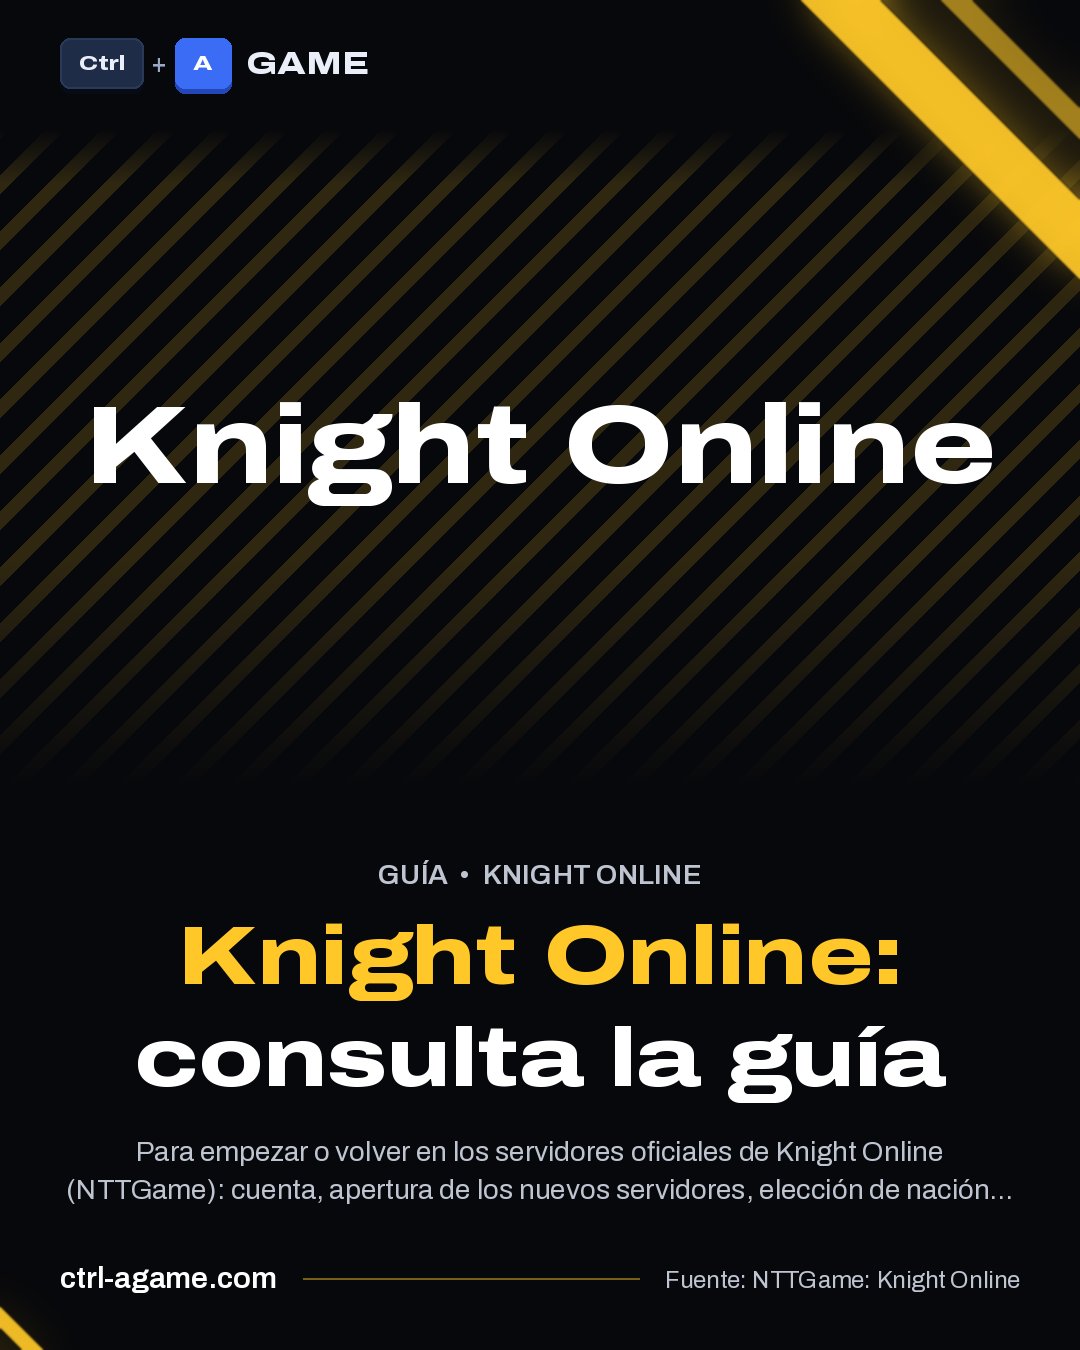 Ctrl + A GAME
Knight Online
GUÍA • KNIGHT ONLINE
Knight Online:
consulta la guía
Para empezar o volver en los servidores oficiales de Knight Online
(NTTGame): cuenta, apertura de los nuevos servidores, elección de nación...
ctrl-agame.com
Fuente: NTTGame: Knight Online